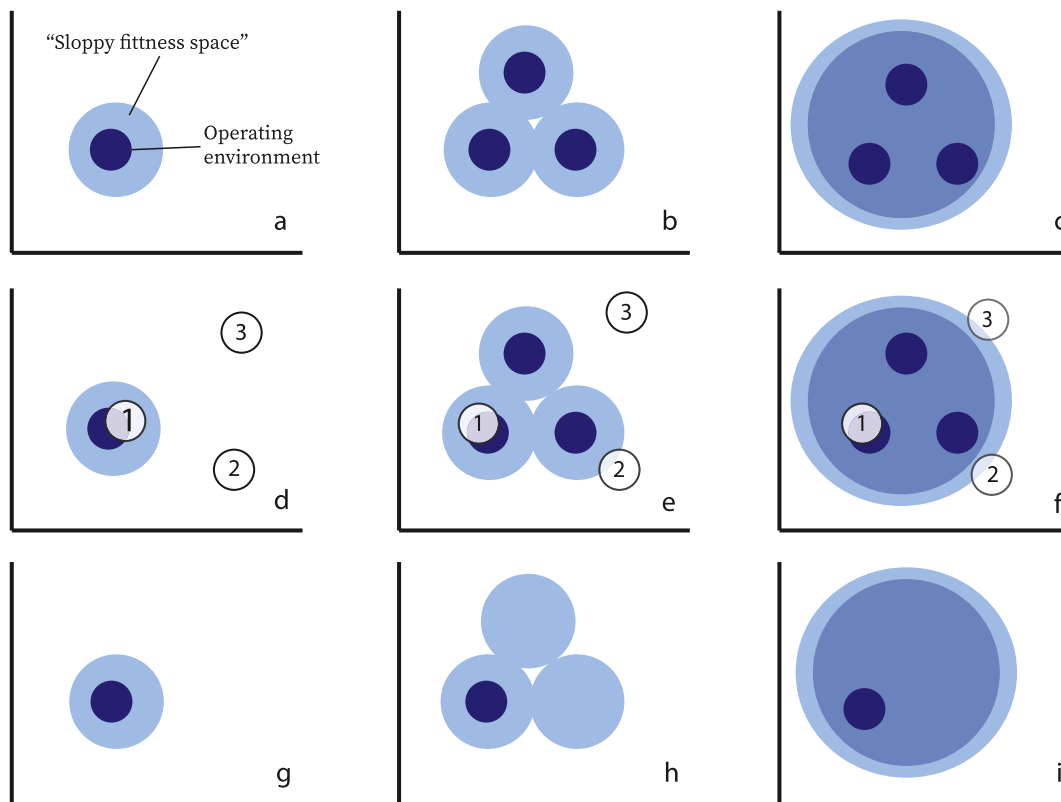 “Sloppy fittness space”
Operating
environment
a
b
c
3
1
2
d
3
1
2
e
3
1
2
f
g
h
i